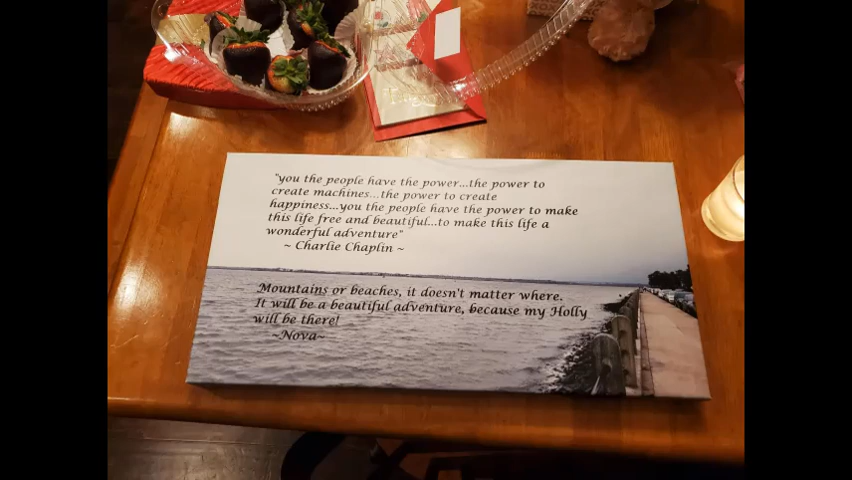 "you the people have the power...the power to
create machines...the power to create
happiness...you the people have the power to make
this life free and beautiful...to make this life a
wonderful adventure"
~ Charlie Chaplin ~
Mountains or beaches, it doesn't matter where.
It will be a beautiful adventure, because my Holly
will be there!
~Nova~